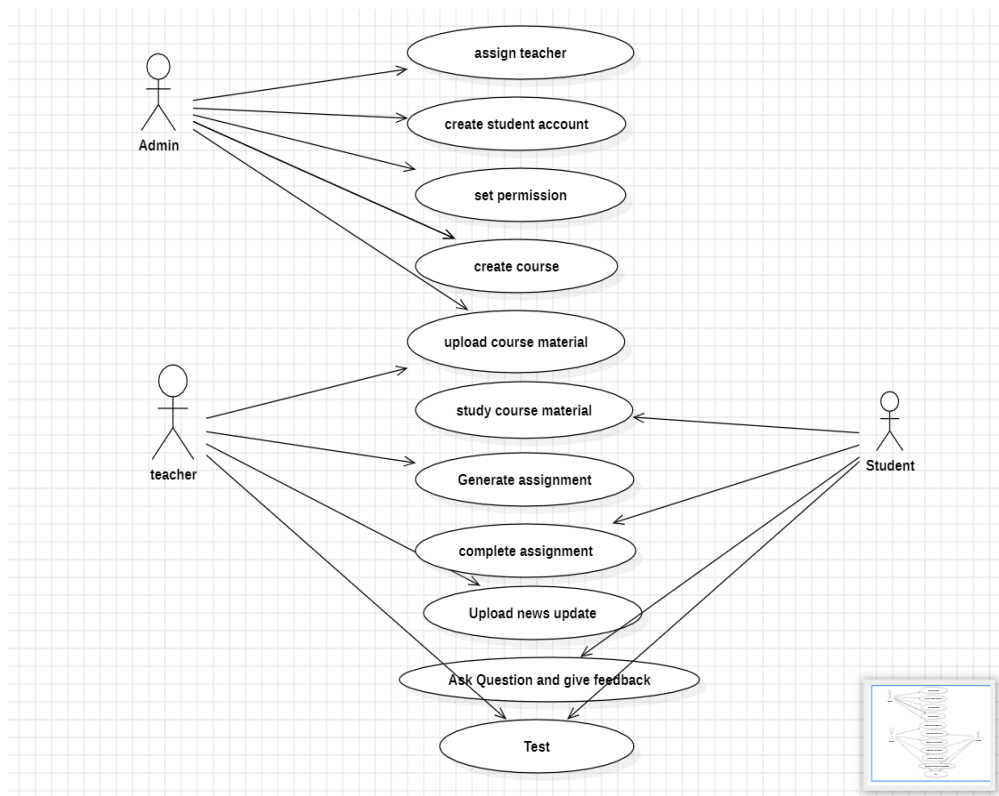 assign teacher
create student account
Admin
set permission
create course
upload course material
study course material
Student
teacher
Generate assignment
complete assignment
Upload news update
Ask Question and give feedback
Test